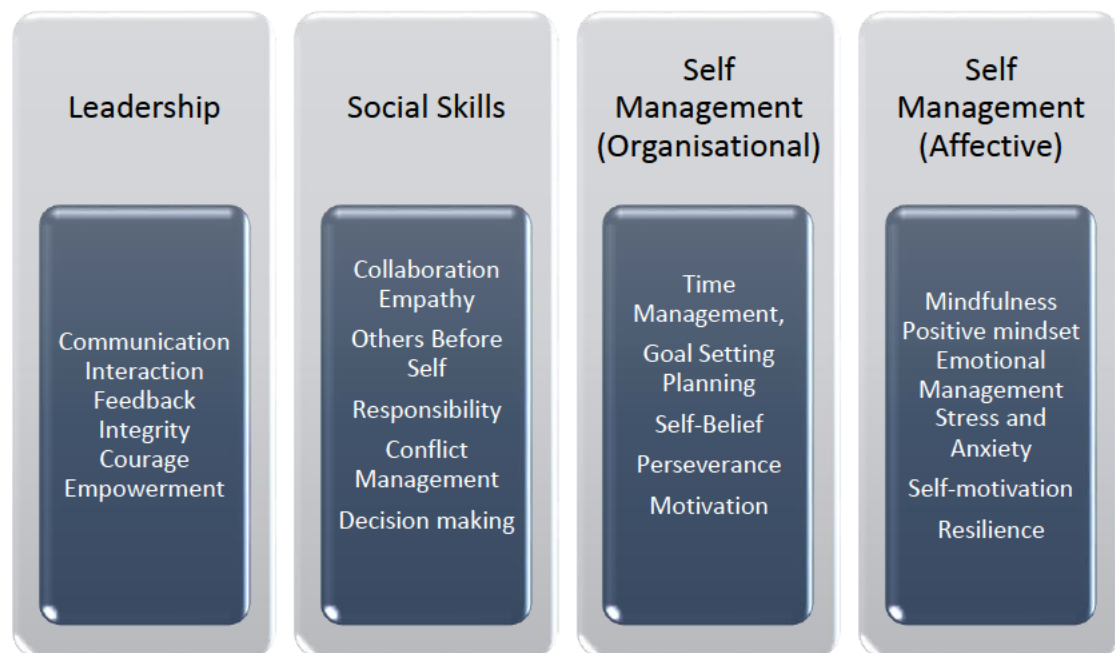 Leadership
Communication
Interaction
Feedback
Integrity
Courage
Empowerment
Social Skills
Collaboration
Empathy
Others Before
Self
Responsibility
Conflict
Management
Decision making
Self
Management
(Organisational)
Time
Management,
Goal Setting
Planning
Self-Belief
Perseverance
Motivation
Self
Management
(Affective)
Mindfulness
Positive mindset
Emotional
Management
Stress and
Anxiety
Self-motivation
Resilience